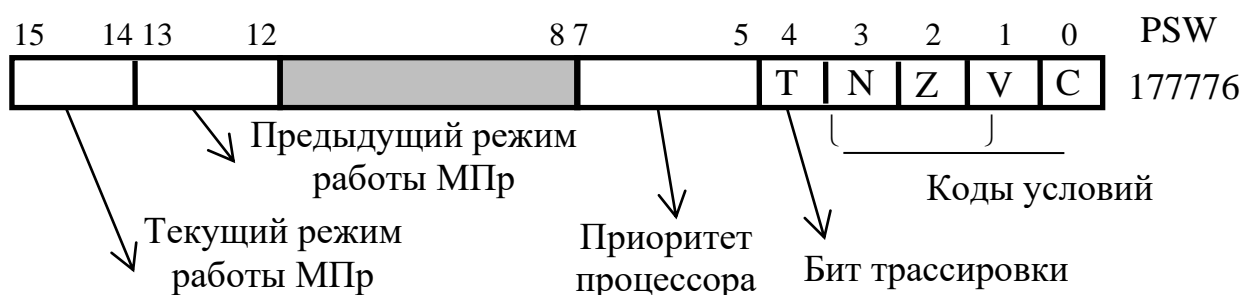 15 14 13 12 8 7 5 4 3 2 1 0 PSW
T N Z V C 177776
Предыдущий режим
работы МПр
Коды условий
Текущий режим
работы МПр
Приоритет
процессора
Бит трассировки